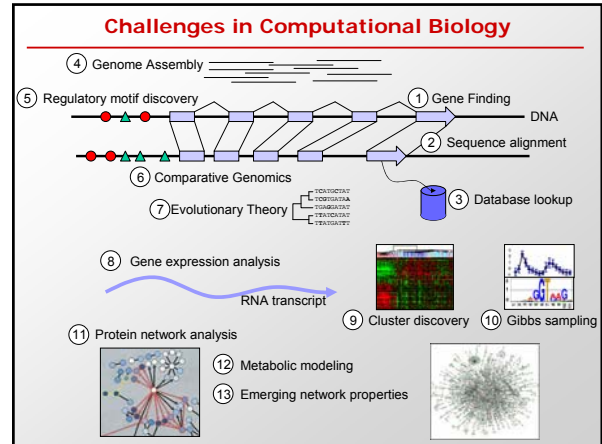 Challenges in Computational Biology
4 Genome Assembly
5 Regulatory motif discovery
1 Gene Finding
DNA
2 Sequence alignment
6 Comparative Genomics
7 Evolutionary Theory
TCATGCTAT
TCGTGATAA
TGAGGATAT
TTATCATAT
TTATGATTT
3 Database lookup
8 Gene expression analysis
RNA transcript
9 Cluster discovery
10 Gibbs sampling
11 Protein network analysis
12 Metabolic modeling
13 Emerging network properties